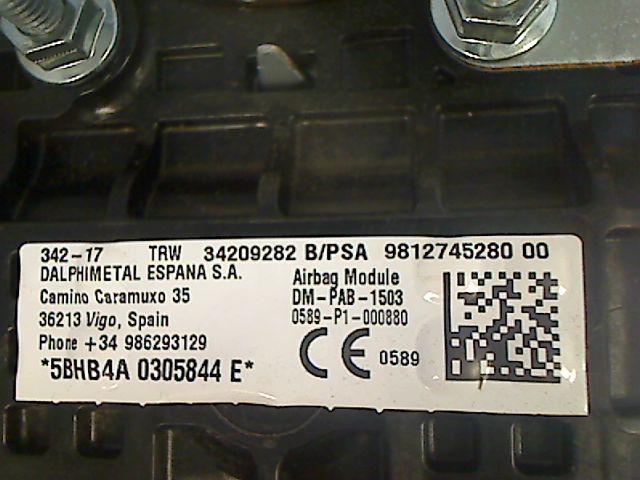 342-17 TRW 34209282 B/PSA 9812745280 00
DALPHIMETAL ESPANA S.A.
Camino Caramuxo 35
36213 Vigo, Spain
Phone +34 986293129
*5BHB4A 0305844 E*
Airbag Module
DM-PAB-1503
0589-P1-000880
CE 0589